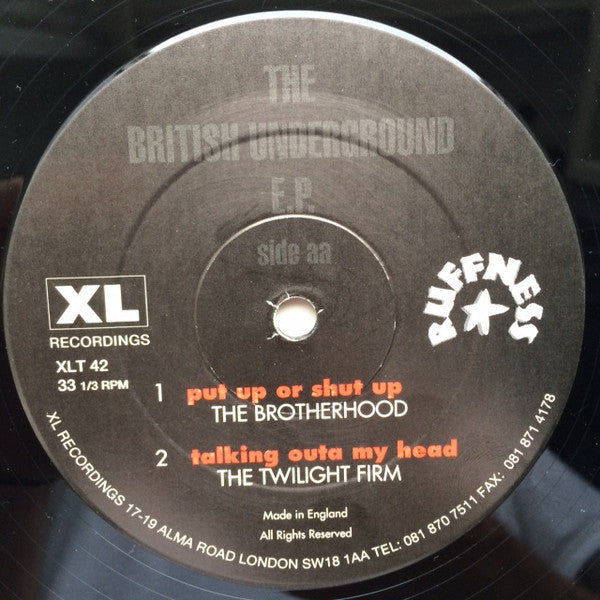 THE
BRITISH UNDERGROUND
E.P.
side aa
XL
RECORDINGS
XLT 42
33 1/3 RPM
RUFFNESS
1 put up or shut up
THE BROTHERHOOD
2 talking outa my head
THE TWILIGHT FIRM
Made in England
All Rights Reserved
XL RECORDINGS 17-19 ALMA ROAD LONDON SW18 1AA TEL: 081 870 7511 FAX: 081 871 4178